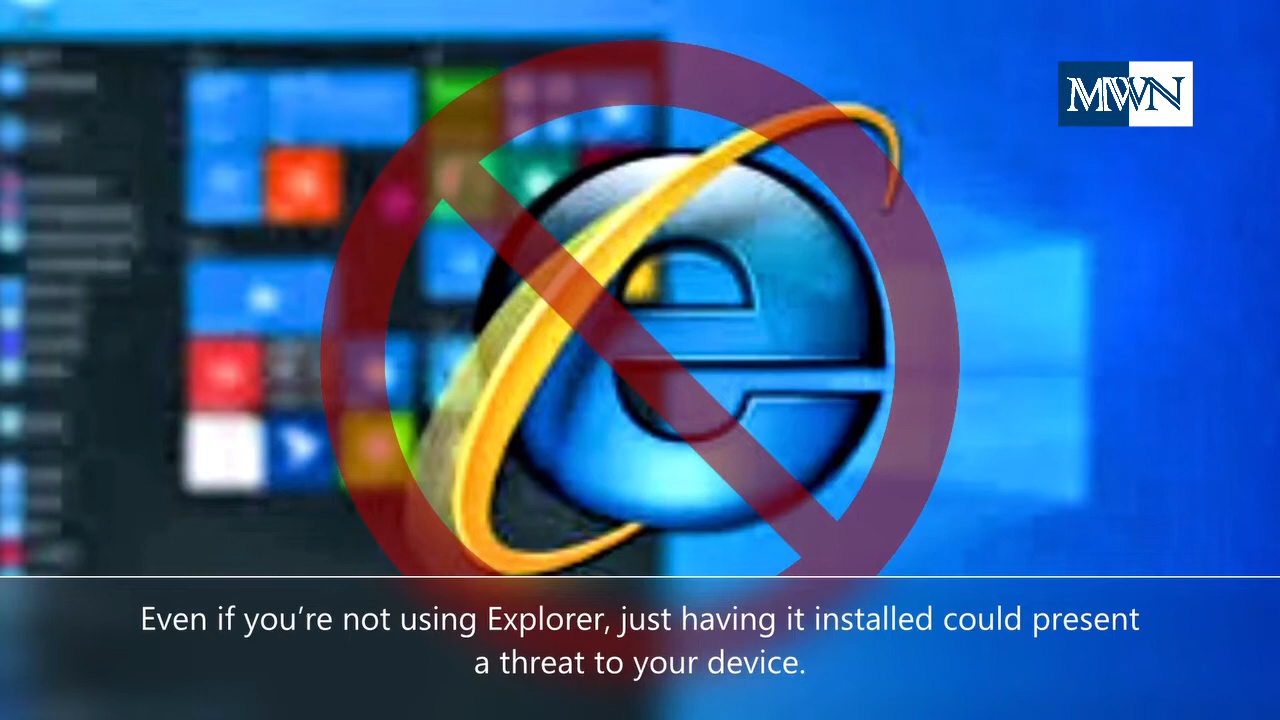 MWN
Even if you’re not using Explorer, just having it installed could present
a threat to your device.